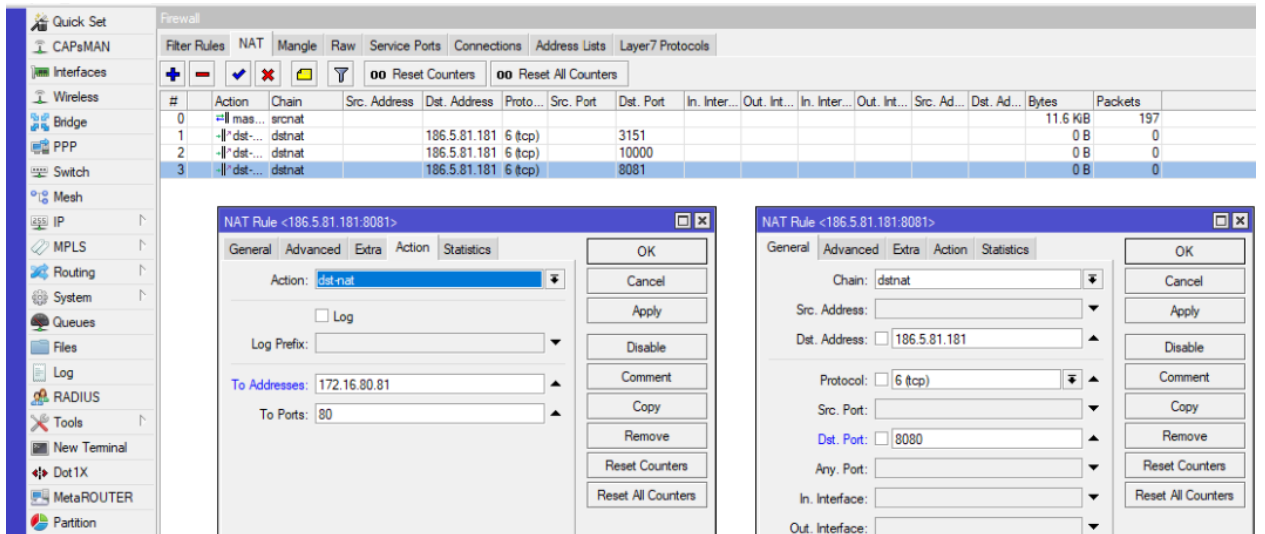 Quick Set
CAPsMAN
Interfaces
Wireless
Bridge
PPP
Switch
Mesh
IP
MPLS
Routing
System
Queues
Files
Log
RADIUS
Tools
New Terminal
Dot1X
MetaROUTER
Partition
Firewall
Filter Rules NAT Mangle Raw Service Ports Connections Address Lists Layer7 Protocols
00 Reset Counters 00 Reset All Counters
# Action Chain Src. Address Dst. Address Proto... Src. Port Dst. Port In. Inter... Out. Int... In. Inter... Out. Int... Src. Ad... Dst. Ad... Bytes Packets
0 mas... srcnat 11.6 KiB 197
1 dst-... dstnat 186.5.81.181 6 (tcp) 3151 0 B 0
2 dst-... dstnat 186.5.81.181 6 (tcp) 10000 0 B 0
3 dst-... dstnat 186.5.81.181 6 (tcp) 8081 0 B 0
NAT Rule <186.5.81.181:8081>
General Advanced Extra Action Statistics
Action: dst-nat
Log
Log Prefix:
To Addresses: 172.16.80.81
To Ports: 80
OK
Cancel
Apply
Disable
Comment
Copy
Remove
Reset Counters
Reset All Counters
NAT Rule <186.5.81.181:8081>
General Advanced Extra Action Statistics
Chain: dstnat
Src. Address:
Dst. Address: 186.5.81.181
Protocol: 6 (tcp)
Src. Port:
Dst. Port: 8080
Any. Port:
In. Interface:
Out. Interface:
OK
Cancel
Apply
Disable
Comment
Copy
Remove
Reset Counters
Reset All Counters